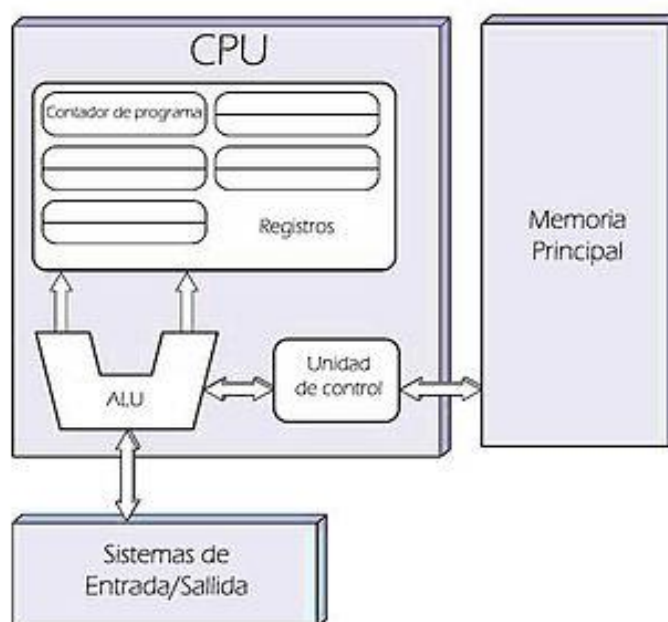 CPU
Contador de programa
Registros
Memoria
Principal
ALU
Unidad
de control
Sistemas de
Entrada/Sallida